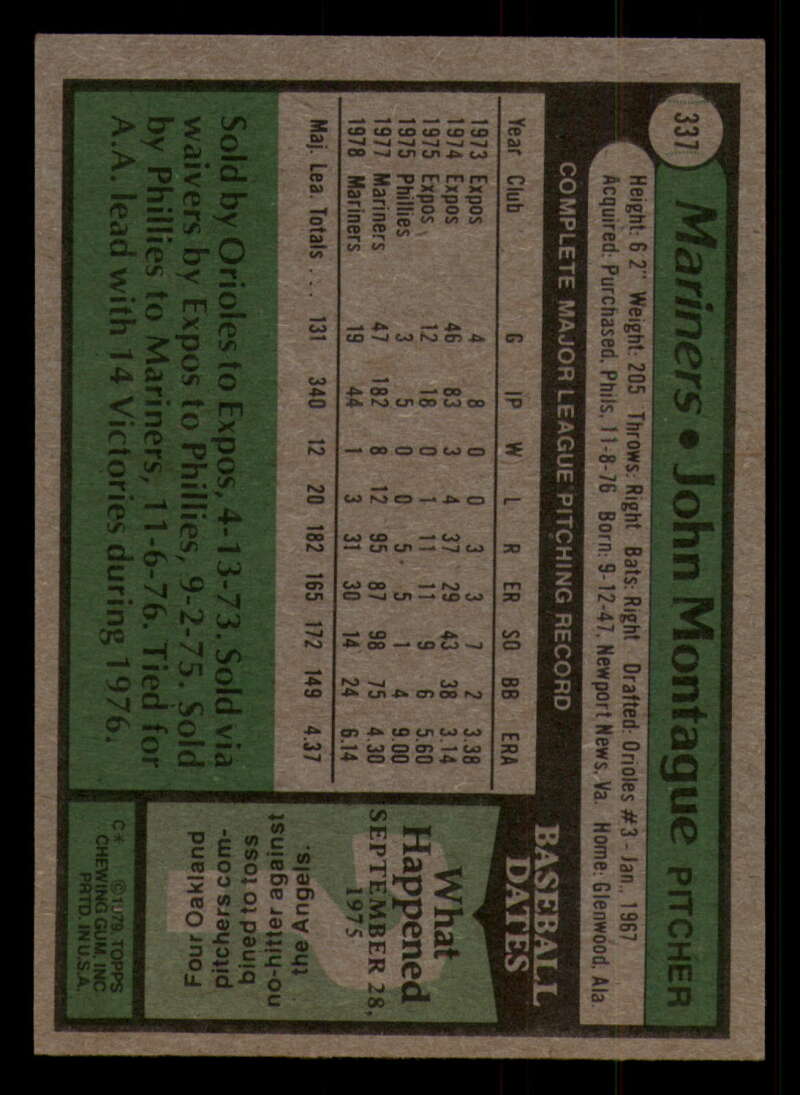 337
Mariners • John Montague PITCHER
Height: 6 2" Weight: 205 Throws: Right Bats: Right Drafted: Orioles #3 - Jan., 1967
Acquired: Purchased, Phils, 11-8-76 Born: 9-12-47, Newport News, Va. Home: Glenwood, Ala.
COMPLETE MAJOR LEAGUE PITCHING RECORD
Year Club G IP W L R ER SO BB ERA
1973 Expos 4 8 0 0 3 3 7 2 3.38
1974 Expos 46 83 3 4 37 29 43 38 3.14
1975 Expos 12 18 0 1 11 11 9 6 5.60
1975 Phillies 3 5 0 0 5 5 1 4 9.00
1977 Mariners 47 182 8 12 95 87 98 75 4.30
1978 Mariners 19 44 1 3 31 30 14 24 6.14
Maj. Lea. Totals . . . 131 340 12 20 182 165 172 149 4.37
Sold by Orioles to Expos, 4-13-73. Sold via
waivers by Expos to Phillies, 9-2-75. Sold
by Phillies to Mariners, 11-6-76. Tied for
A.A. lead with 14 Victories during 1976.
BASEBALL
DATES
What
Happened
SEPTEMBER 28,
1975
Four Oakland
pitchers com-
bined to toss
no-hitter against
the Angels.
C* ©1979 TOPPS
CHEWING GUM, INC
PRTD. IN U.S.A.